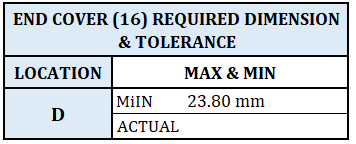 END COVER (16) REQUIRED DIMENSION
& TOLERANCE
LOCATION MAX & MIN
D
MiIN 23.80 mm
ACTUAL